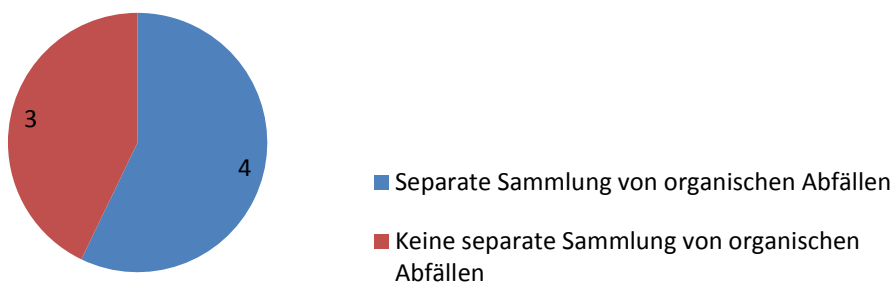 3
4
Separate Sammlung von organischen Abfällen
Keine separate Sammlung von organischen
Abfällen